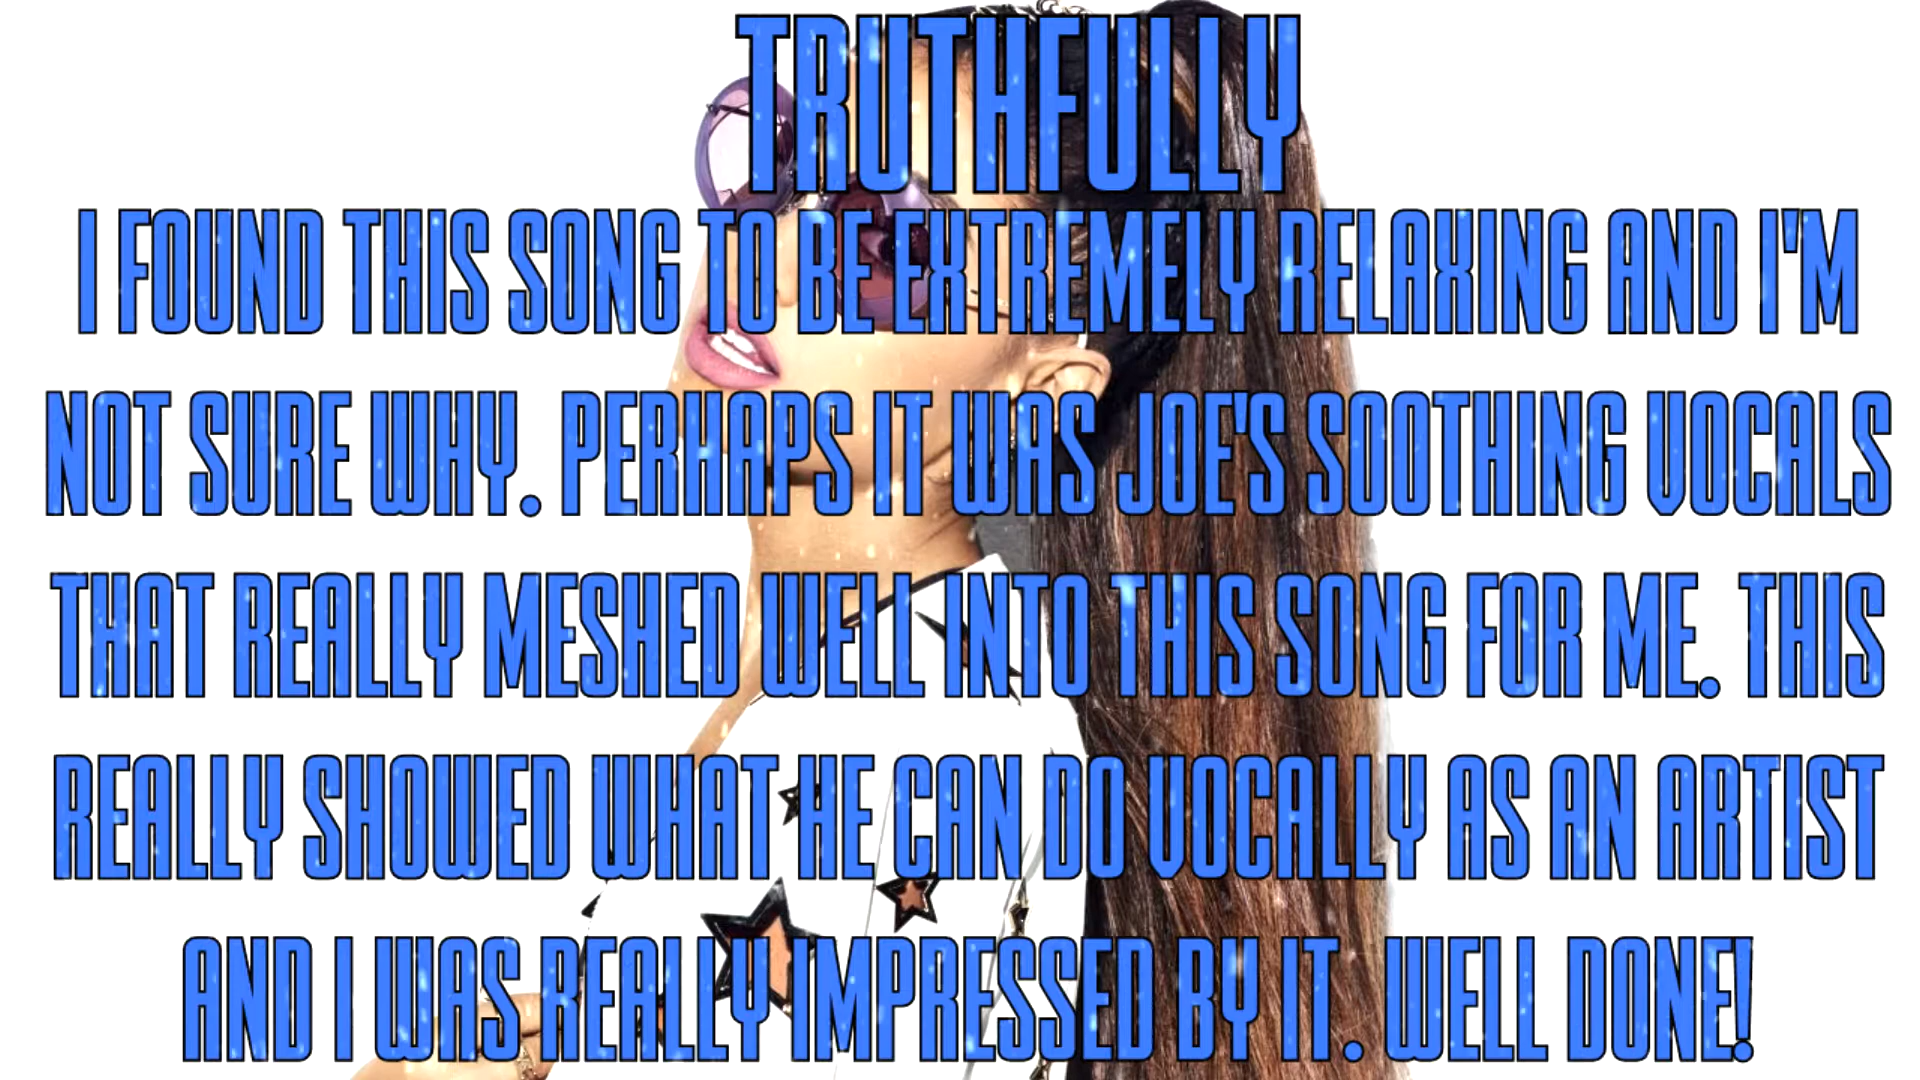 TRUTHFULLY
I FOUND THIS SONG TO BE EXTREMELY RELAXING AND I'M
NOT SURE WHY. PERHAPS IT WAS JOE'S SOOTHING VOCALS
THAT REALLY MESHED WELL INTO THIS SONG FOR ME. THIS
REALLY SHOWED WHAT HE CAN DO VOCALLY AS AN ARTIST
AND I WAS REALLY IMPRESSED BY IT. WELL DONE!